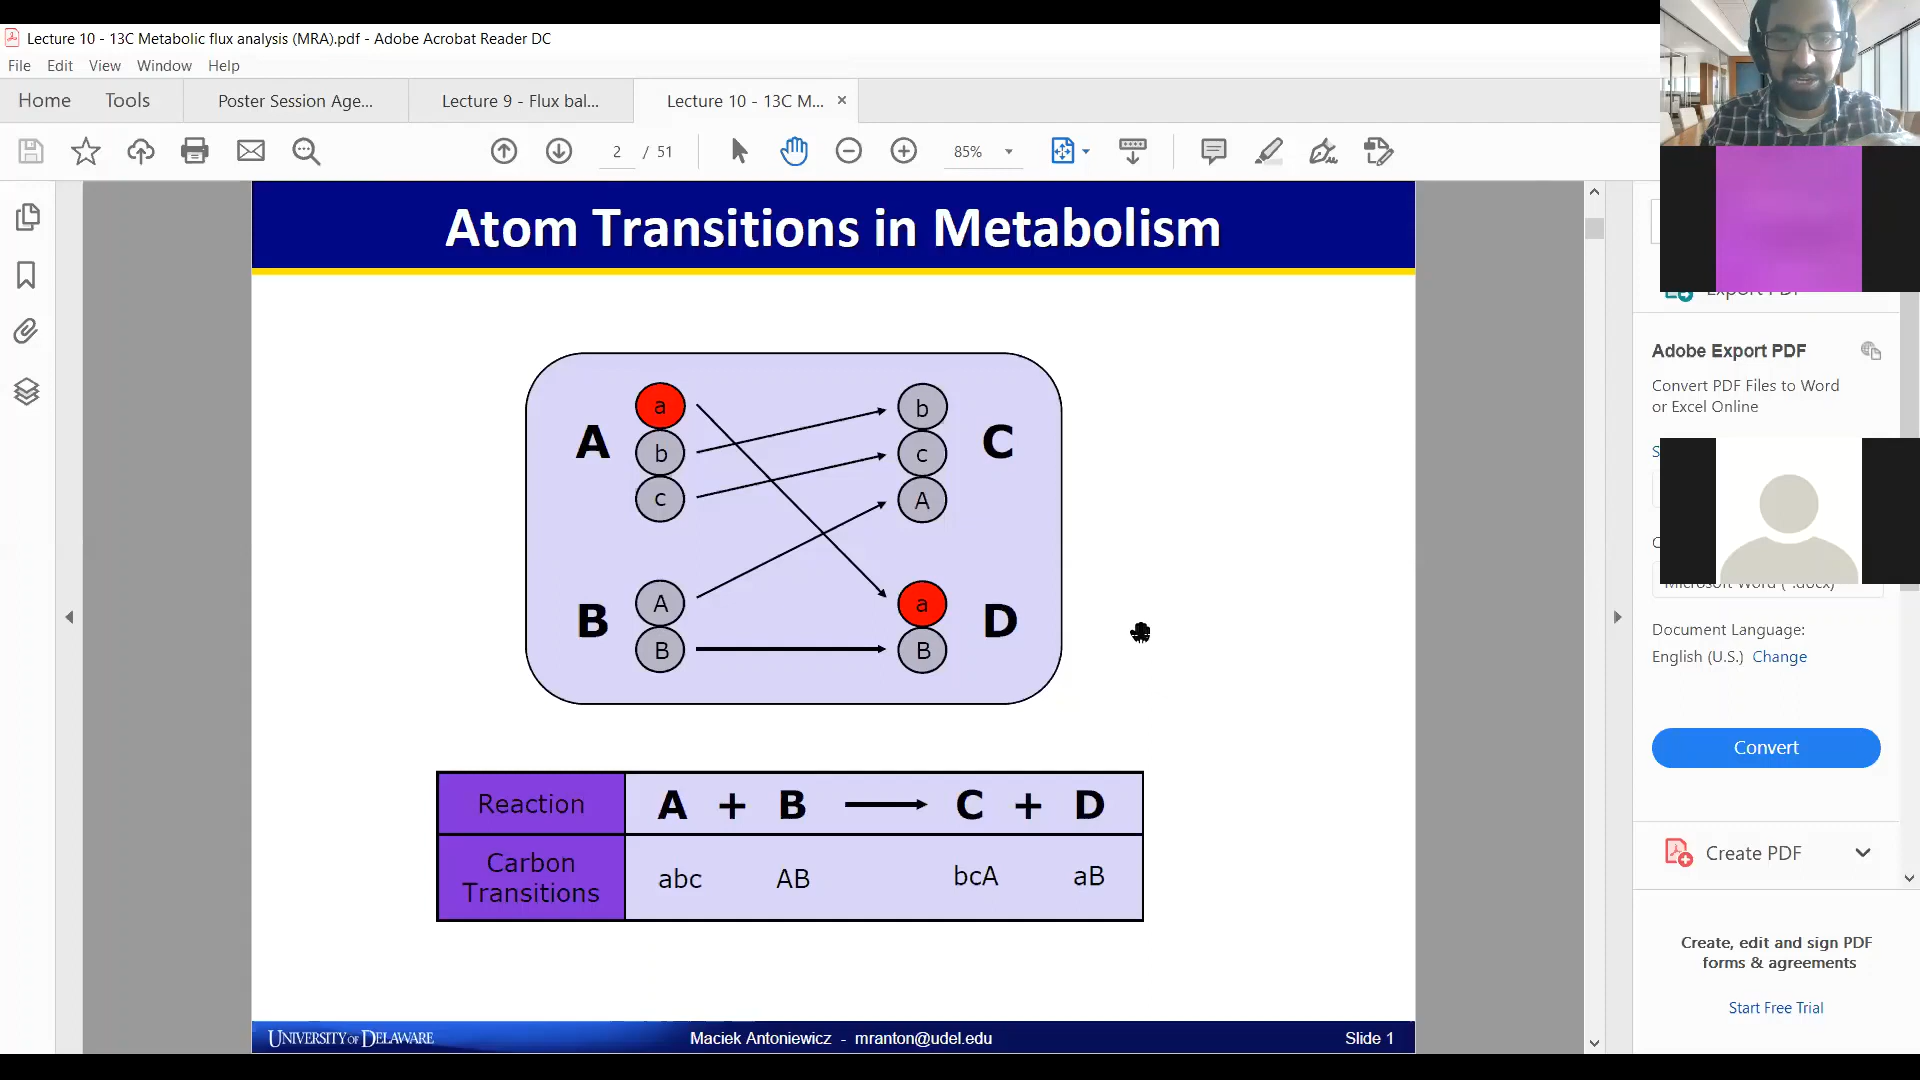 Lecture 10 - 13C Metabolic flux analysis (MRA).pdf - Adobe Acrobat Reader DC
File Edit View Window Help
Home Tools Poster Session Age... Lecture 9 - Flux bal... Lecture 10 - 13C M... ×
2 / 51 85%
Atom Transitions in Metabolism
a
b
c
A
b
c
A
C
A
B
B
a
B
D
Reaction A + B C + D
Carbon
Transitions
abc AB bcA aB
UNIVERSITY OF DELAWARE Maciek Antoniewicz - mranton@udel.edu Slide 1
Adobe Export PDF
Convert PDF Files to Word
or Excel Online
Document Language:
English (U.S.) Change
Convert
Create PDF
Create, edit and sign PDF
forms & agreements
Start Free Trial